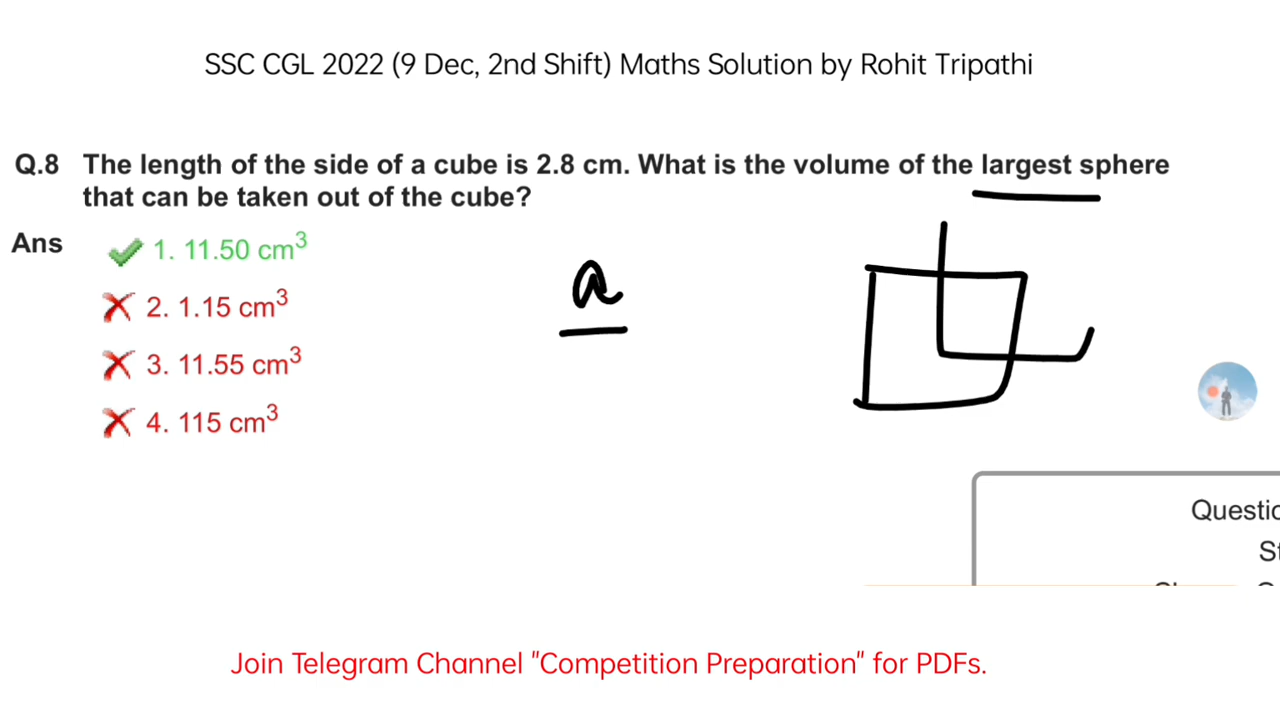 SSC CGL 2022 (9 Dec, 2nd Shift) Maths Solution by Rohit Tripathi
Q.8 The length of the side of a cube is 2.8 cm. What is the volume of the largest sphere
that can be taken out of the cube?
Ans 1. 11.50 cm³
2. 1.15 cm³
3. 11.55 cm³
4. 115 cm³
a
Join Telegram Channel "Competition Preparation" for PDFs.